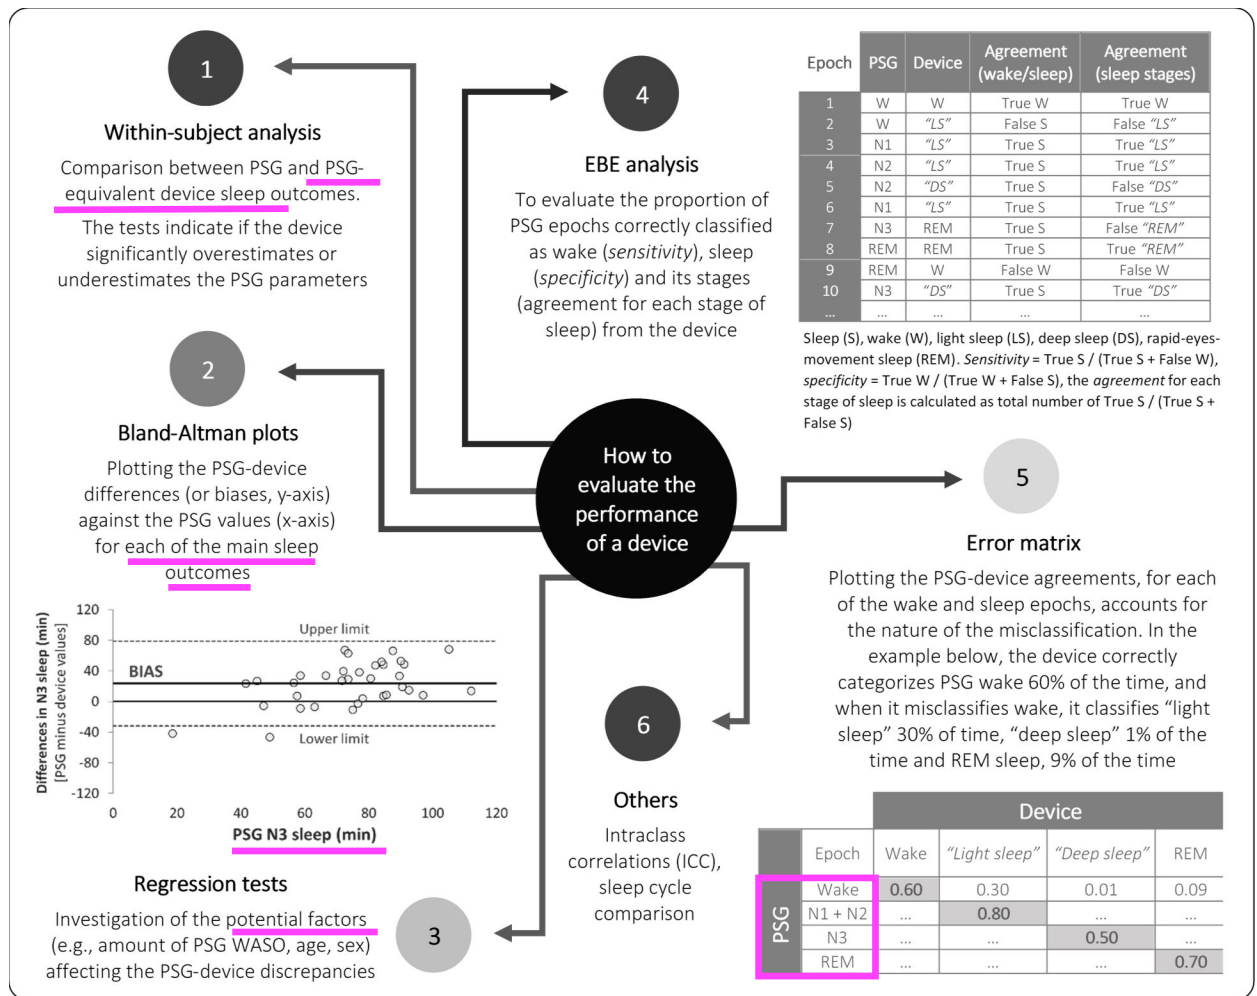 1
Within-subject analysis
Comparison between PSG and PSG-
equivalent device sleep outcomes.
The tests indicate if the device
significantly overestimates or
underestimates the PSG parameters
2
Bland-Altman plots
Plotting the PSG-device
differences (or biases, y-axis)
against the PSG values (x-axis)
for each of the main sleep
outcomes
Differences in N3 sleep (min)
[PSG minus device values]
120
80
40
0
-40
-80
-120
Upper limit
BIAS
Lower limit
0 20 40 60 80 100 120
PSG N3 sleep (min)
Regression tests
Investigation of the potential factors
(e.g., amount of PSG WASO, age, sex)
affecting the PSG-device discrepancies
3
4
EBE analysis
To evaluate the proportion of
PSG epochs correctly classified
as wake (sensitivity), sleep
(specificity) and its stages
(agreement for each stage of
sleep) from the device
How to
evaluate the
performance
of a device
6
Others
Intraclass
correlations (ICC),
sleep cycle
comparison
Epoch PSG Device Agreement (wake/sleep) Agreement (sleep stages)
1 W W True W True W
2 W "LS" False S False "LS"
3 N1 "LS" True S True "LS"
4 N2 "LS" True S True "LS"
5 N2 "DS" True S False "DS"
6 N1 "LS" True S True "LS"
7 N3 REM True S False "REM"
8 REM REM True S True "REM"
9 REM W False W False W
10 N3 "DS" True S True "DS"
... ... ... ... ...
Sleep (S), wake (W), light sleep (LS), deep sleep (DS), rapid-eyes-
movement sleep (REM). Sensitivity = True S / (True S + False W),
specificity = True W / (True W + False S), the agreement for each
stage of sleep is calculated as total number of True S / (True S +
False S)
5
Error matrix
Plotting the PSG-device agreements, for each
of the wake and sleep epochs, accounts for
the nature of the misclassification. In the
example below, the device correctly
categorizes PSG wake 60% of the time, and
when it misclassifies wake, it classifies “light
sleep” 30% of time, “deep sleep” 1% of the
time and REM sleep, 9% of the time
Device
Epoch Wake "Light sleep" "Deep sleep" REM
PSG
Wake 0.60 0.30 0.01 0.09
N1 + N2 ... 0.80 ... ...
N3 ... ... 0.50 ...
REM ... ... ... 0.70